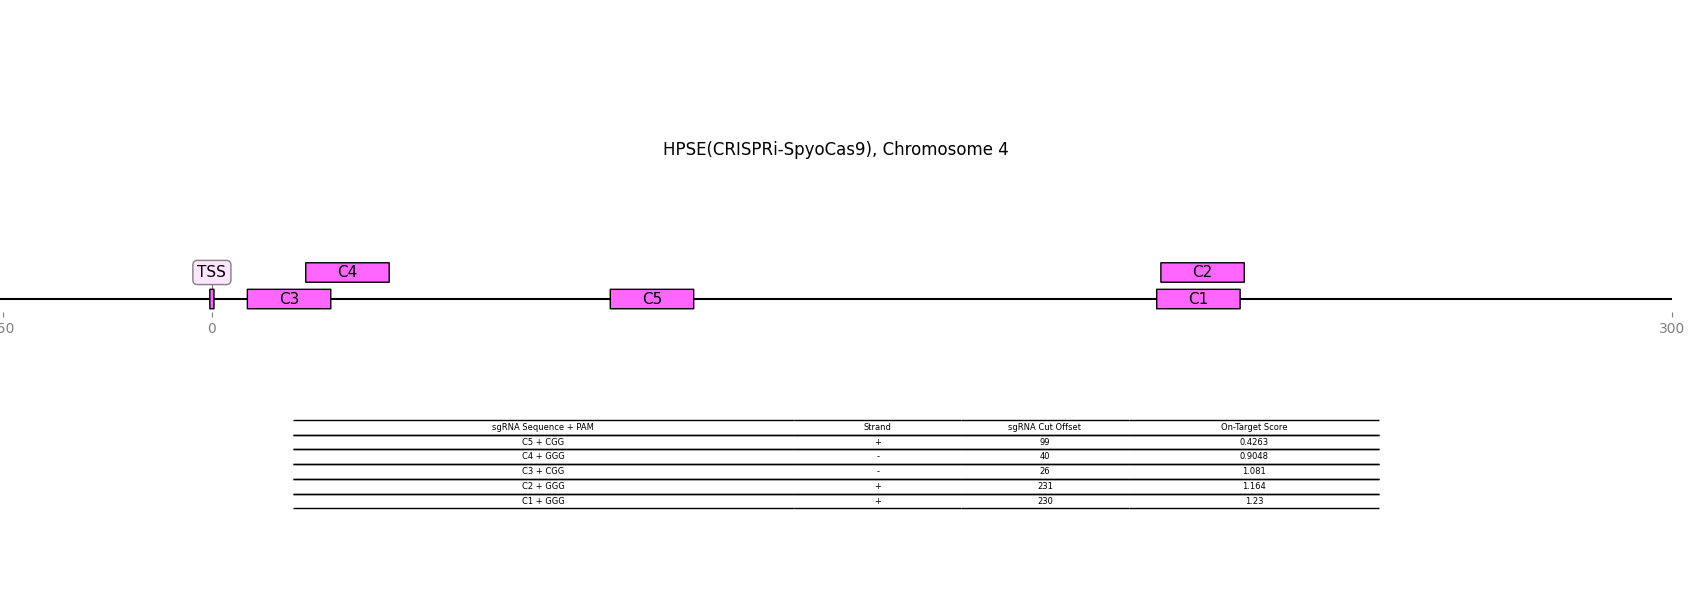 HPSE(CRISPRi-SpyoCas9), Chromosome 4
TSS C4 C2
C3 C5 C1
50 0 300
sgRNA Sequence + PAM Strand sgRNA Cut Offset On-Target Score
C5 + CGG + 99 0.4263
C4 + GGG - 40 0.9048
C3 + CGG - 26 1.081
C2 + GGG + 231 1.164
C1 + GGG + 230 1.23